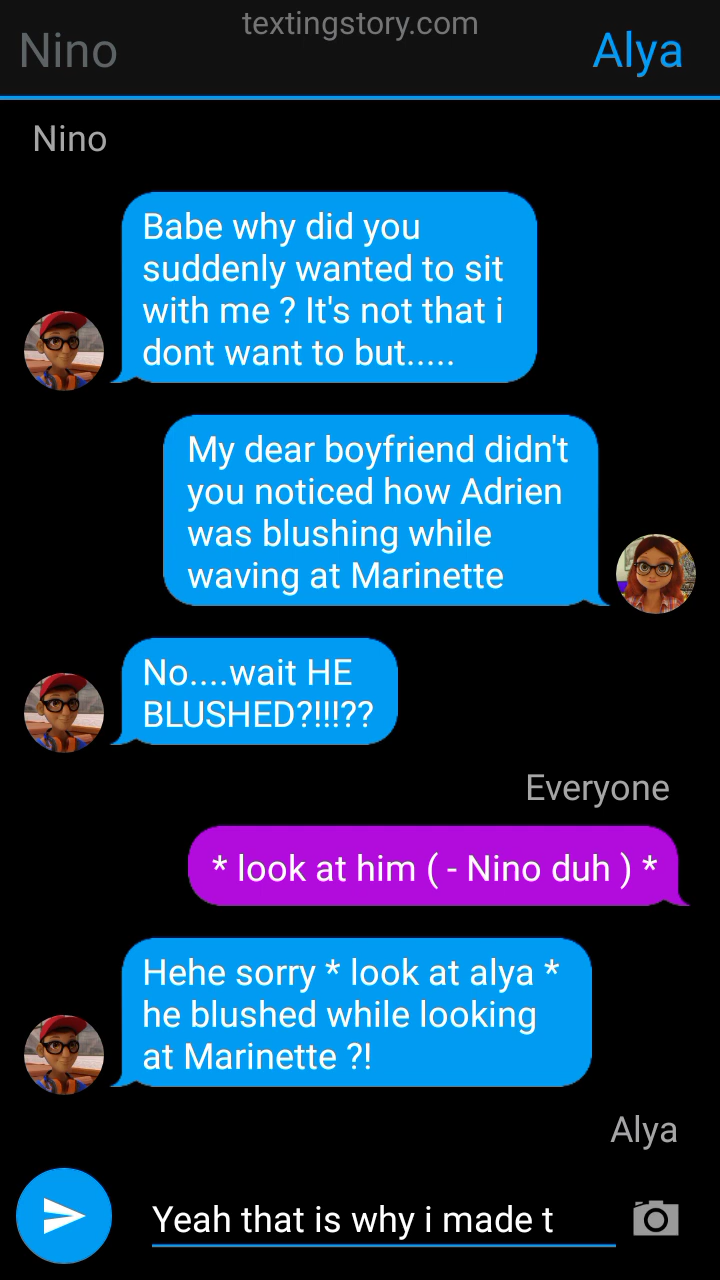 textingstory.com
Nino
Alya
Nino
Babe why did you
suddenly wanted to sit
with me ? It's not that i
dont want to but.....
My dear boyfriend didn't
you noticed how Adrien
was blushing while
waving at Marinette
No....wait HE
BLUSHED?!!!??
Everyone
* look at him ( - Nino duh ) *
Hehe sorry * look at alya *
he blushed while looking
at Marinette ?!
Alya
Yeah that is why i made t